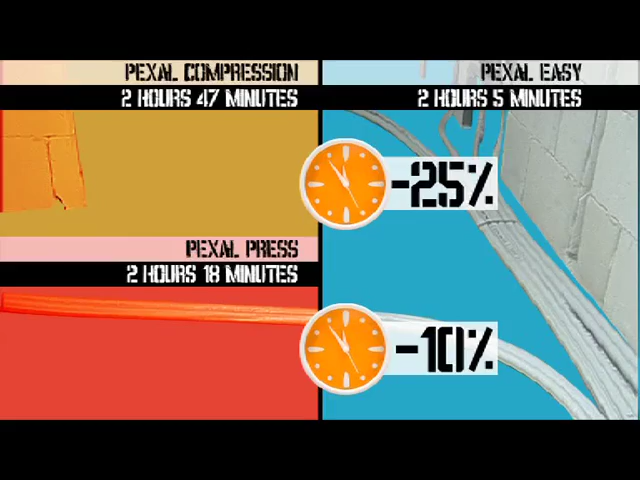 PEXAL COMPRESSION
2 HOURS 47 MINUTES
PEXAL EASY
2 HOURS 5 MINUTES
-25%
PEXAL PRESS
2 HOURS 18 MINUTES
-10%